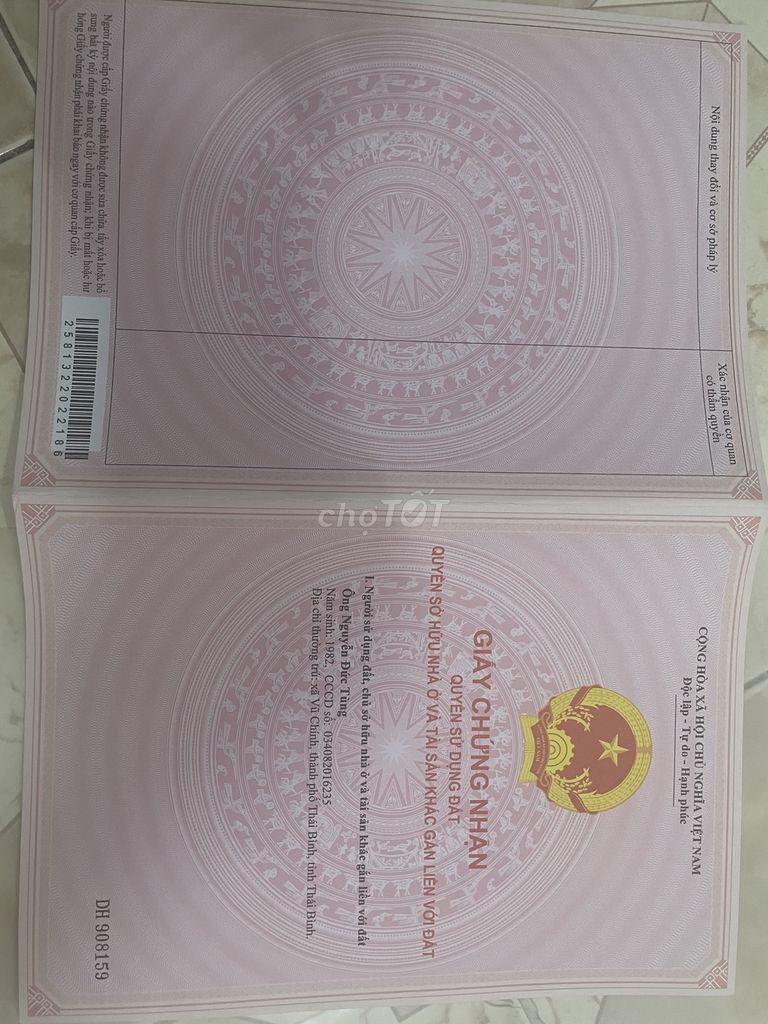 CỘNG HÒA XÃ HỘI CHỦ NGHĨA VIỆT NAM
Độc lập - Tự do - Hạnh phúc
GIẤY CHỨNG NHẬN
QUYỀN SỬ DỤNG ĐẤT
QUYỀN SỞ HỮU NHÀ Ở VÀ TÀI SẢN KHÁC GẮN LIỀN VỚI ĐẤT
I. Người sử dụng đất, chủ sở hữu nhà ở và tài sản khác gắn liền với đất
Ông Nguyễn Đức Tùng
Năm sinh: 1982, CCCD số: 034082016235
Địa chỉ thường trú: xã Vũ Chính, thành phố Thái Bình, tỉnh Thái Bình.
DH 908159
Nội dung thay đổi và cơ sở pháp lý
Xác nhận của cơ quan
có thẩm quyền
Người được cấp Giấy chứng nhận không được sửa chữa, tẩy xóa hoặc bổ
sung bất kỳ nội dung nào trong Giấy chứng nhận; khi bị mất hoặc hư
hỏng Giấy chứng nhận phải khai báo ngay với cơ quan cấp Giấy.
2581322022186
chợTỐT